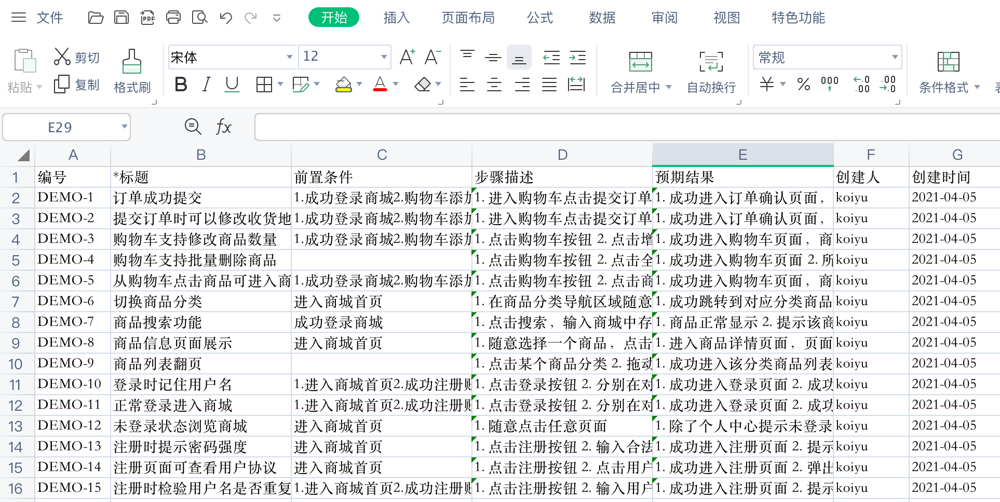 文件 开始 插入 页面布局 公式 数据 审阅 视图 特色功能
剪切 宋体 12 A+ A- 常规
粘贴 复制 格式刷 B I U A 合并居中 自动换行 ¥ % 000 条件格式
E29 fx
A B C D E F G
1 编号 *标题 前置条件 步骤描述 预期结果 创建人 创建时间
2 DEMO-1 订单成功提交 1.成功登录商城2.购物车添加 1. 进入购物车点击提交订单 1. 成功进入订单确认页面， koiyu 2021-04-05
3 DEMO-2 提交订单时可以修改收货地 1.成功登录商城2.购物车添加 1. 进入购物车点击提交订单 1. 成功进入订单确认页面， koiyu 2021-04-05
4 DEMO-3 购物车支持修改商品数量 1.成功登录商城2.购物车添加 1. 点击购物车按钮 2. 点击增 1. 成功进入购物车页面，商 koiyu 2021-04-05
5 DEMO-4 购物车支持批量删除商品 1. 点击购物车按钮 2. 点击全 1. 成功进入购物车页面 2. 所 koiyu 2021-04-05
6 DEMO-5 从购物车点击商品可进入商 1.成功登录商城2.购物车添加 1. 点击购物车按钮 2. 点击商 1. 成功进入购物车页面，商 koiyu 2021-04-05
7 DEMO-6 切换商品分类 进入商城首页 1. 在商品分类导航区域随意 1. 成功跳转到对应分类商品 koiyu 2021-04-05
8 DEMO-7 商品搜索功能 成功登录商城 1. 点击搜索，输入商城中存 1. 商品正常显示 2. 提示该商 koiyu 2021-04-05
9 DEMO-8 商品信息页面展示 进入商城首页 1. 随意选择一个商品，点击 1. 进入商品详情页面，页面 koiyu 2021-04-05
10 DEMO-9 商品列表翻页 1. 点击某个商品分类 2. 拖动 1. 成功进入该分类商品列表 koiyu 2021-04-05
11 DEMO-10 登录时记住用户名 1.进入商城首页2.成功注册账 1. 点击登录按钮 2. 分别在对 1. 成功进入登录页面 2. 成功 koiyu 2021-04-05
12 DEMO-11 正常登录进入商城 1.进入商城首页2.成功注册账 1. 点击登录按钮 2. 分别在对 1. 成功进入登录页面 2. 成功 koiyu 2021-04-05
13 DEMO-12 未登录状态浏览商城 进入商城首页 1. 随意点击任意页面 1. 除了个人中心提示未登录 koiyu 2021-04-05
14 DEMO-13 注册时提示密码强度 进入商城首页 1. 点击注册按钮 2. 输入合法 1. 成功进入注册页面 2. 提示 koiyu 2021-04-05
15 DEMO-14 注册页面可查看用户协议 进入商城首页 1. 点击注册按钮 2. 点击用户 1. 成功进入注册页面 2. 弹出 koiyu 2021-04-05
16 DEMO-15 注册时检验用户名是否重复 1.进入商城首页2.成功注册账 1. 点击注册按钮 2. 输入用户 1. 成功进入注册页面 2. 提示 koiyu 2021-04-05